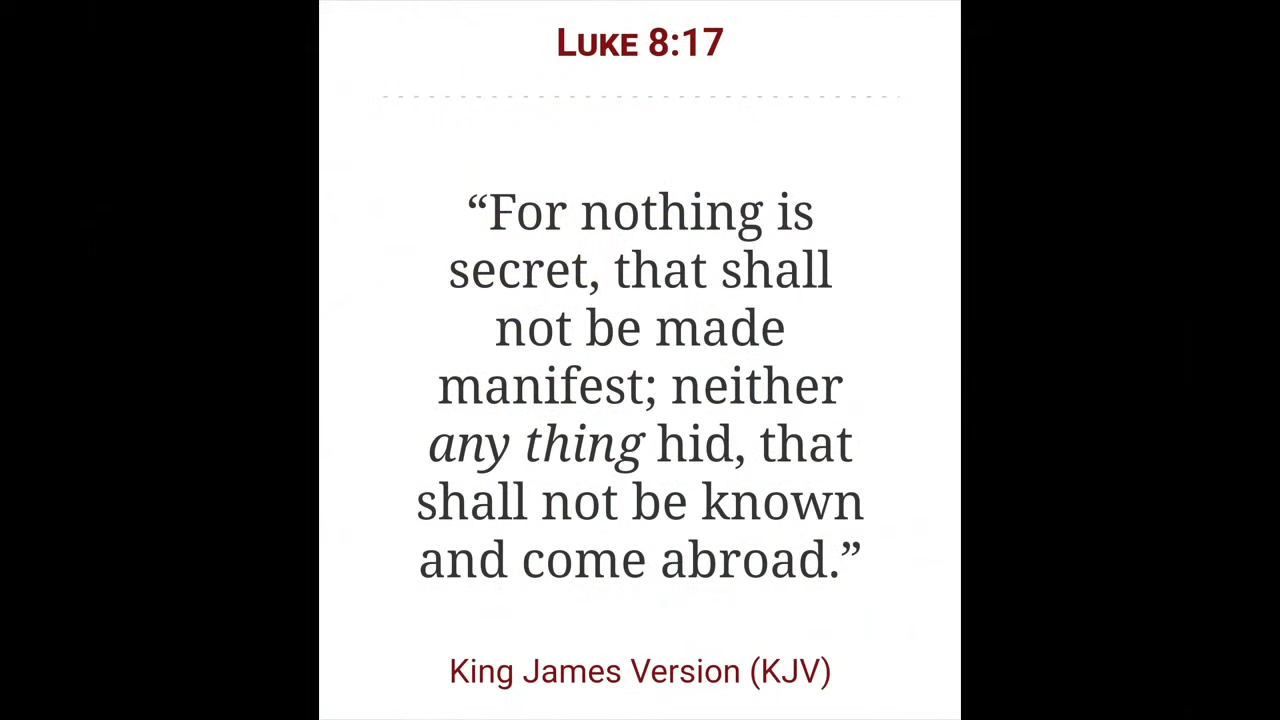 Luke 8:17
“For nothing is
secret, that shall
not be made
manifest; neither
any thing hid, that
shall not be known
and come abroad.”
King James Version (KJV)